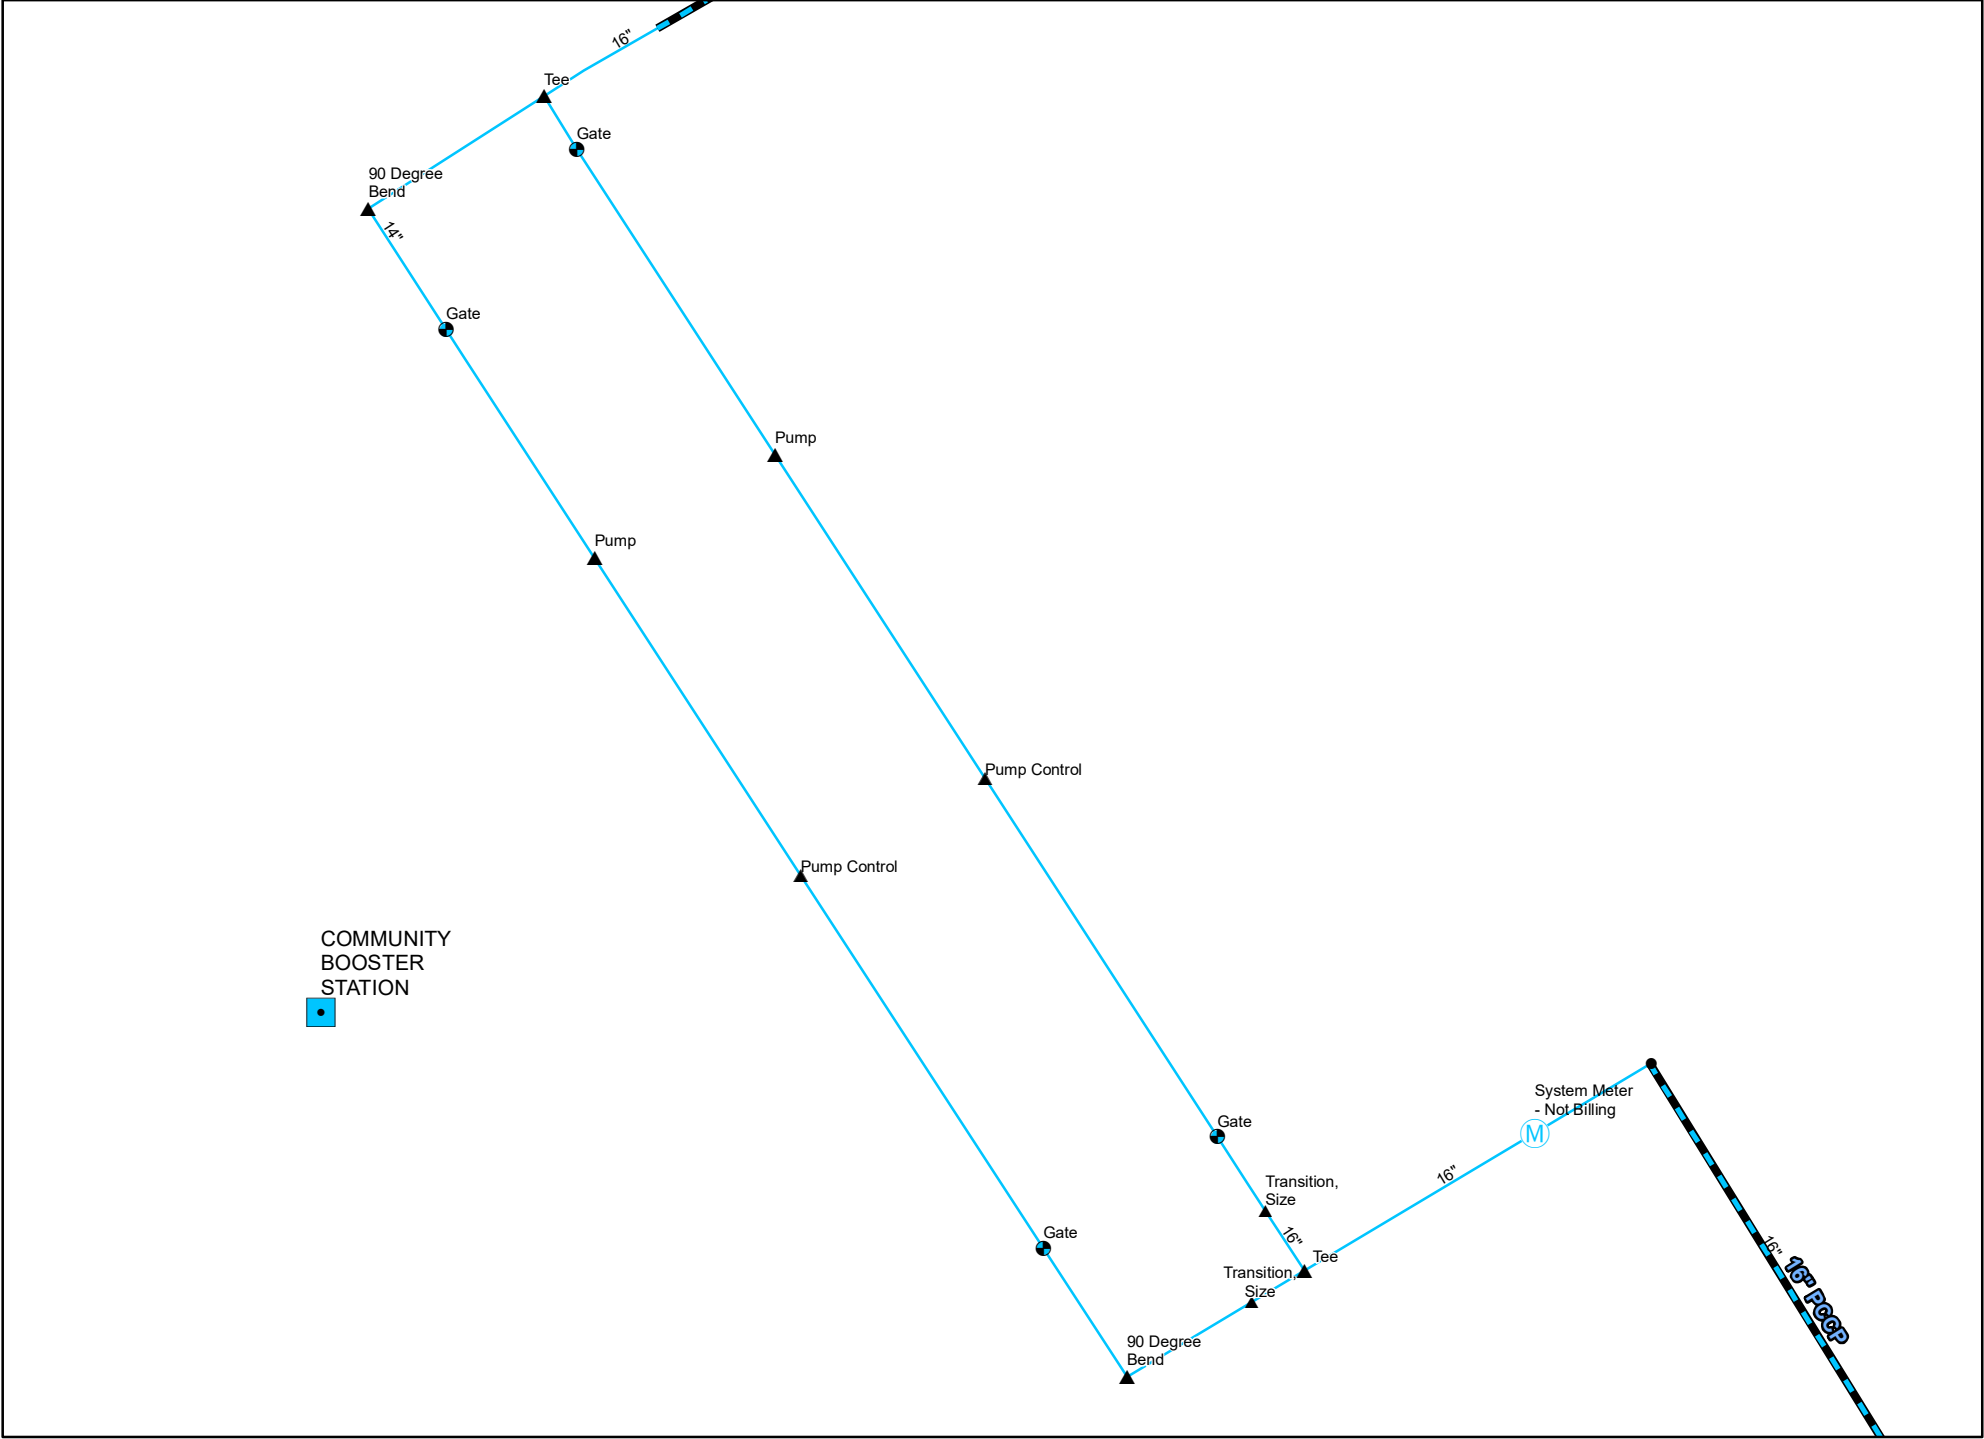 16"
Tee
Gate
90 Degree
Bend
14"
Gate
Pump
Pump
Pump Control
Pump Control
COMMUNITY
BOOSTER
STATION
System Meter
- Not Billing
M
Gate
16"
Transition,
Size
16"
Gate
Tee
16"
Transition,
Size
16" PCCP
90 Degree
Bend